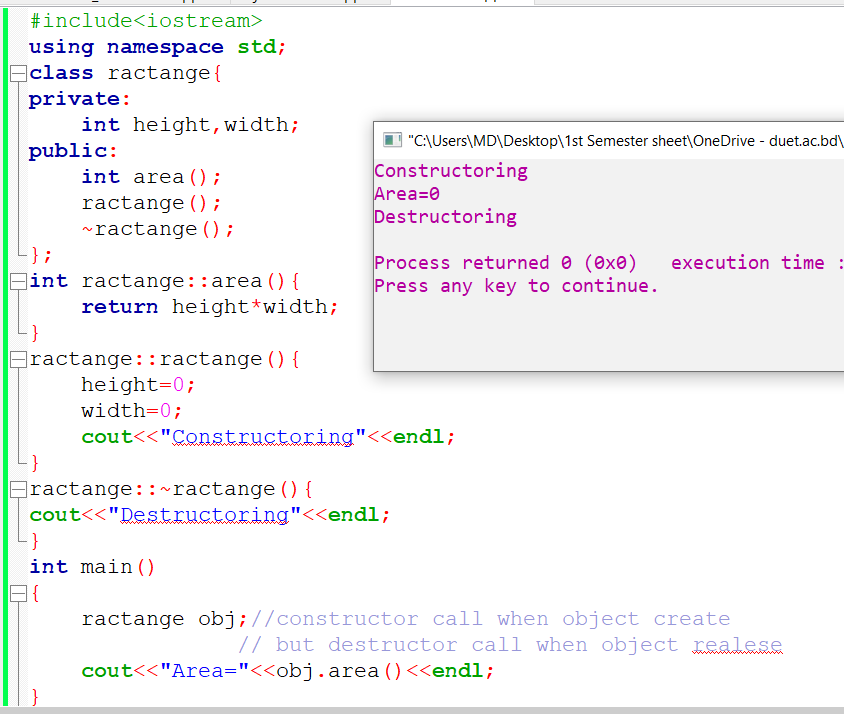 #include<iostream>
using namespace std;
class ractange{
private:
    int height,width;
public:
    int area();
    ractange();
    ~ractange();
};
int ractange::area(){
    return height*width;
}
ractange::ractange(){
    height=0;
    width=0;
    cout<<"Constructoring"<<endl;
}
ractange::~ractange(){
cout<<"Destructoring"<<endl;
}
int main()
{
    ractange obj;//constructor call when object create
                // but destructor call when object realese
    cout<<"Area="<<obj.area()<<endl;
}
"C:\Users\MD\Desktop\1st Semester sheet\OneDrive - duet.ac.bd\
Constructoring
Area=0
Destructoring
Process returned 0 (0x0)   execution time :
Press any key to continue.